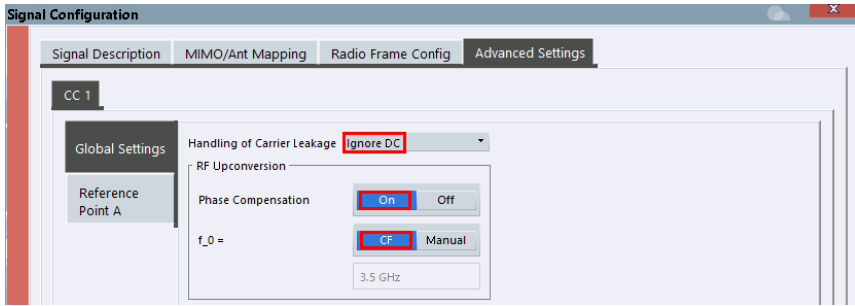 Signal Configuration
x
Signal Description MIMO/Ant Mapping Radio Frame Config Advanced Settings
CC 1
Global Settings
Reference
Point A
Handling of Carrier Leakage Ignore DC
RF Upconversion
Phase Compensation On Off
f_0 = CF Manual
3.5 GHz